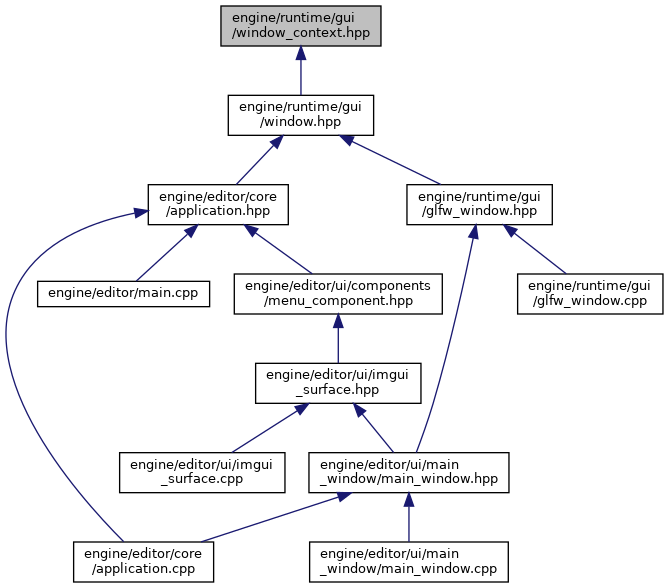 engine/runtime/gui
/window_context.hpp
engine/runtime/gui
/window.hpp
engine/editor/core
/application.hpp
engine/runtime/gui
/glfw_window.hpp
engine/editor/main.cpp
engine/editor/ui/components
/menu_component.hpp
engine/runtime/gui
/glfw_window.cpp
engine/editor/ui/imgui
_surface.hpp
engine/editor/ui/imgui
_surface.cpp
engine/editor/ui/main
_window/main_window.hpp
engine/editor/core
/application.cpp
engine/editor/ui/main
_window/main_window.cpp